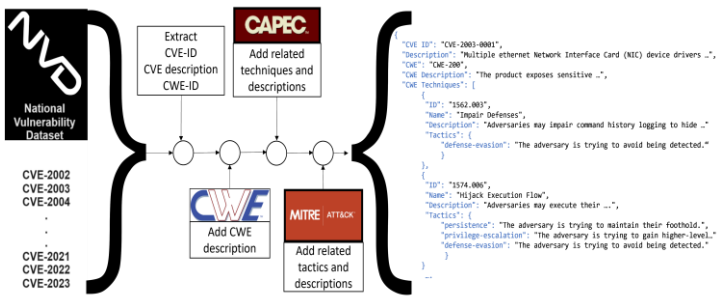 NVD
National
Vulnerability
Dataset
CVE-2002
CVE-2003
CVE-2004
.
.
.
CVE-2021
CVE-2022
CVE-2023
Extract
CVE-ID
CVE description
CWE-ID
CAPEC
Add related
techniques and
descriptions
CWE
Add CWE
description
MITRE | ATT&CK
Add related
tactics and
descriptions
{
"CVE ID": "CVE-2003-0001",
"Description": "Multiple ethernet Network Interface Card (NIC) device drivers …",
"CWE": "CWE-200",
"CWE Description": "The product exposes sensitive …",
"CWE Techniques": [
{
"ID": "1562.003",
"Name": "Impair Defenses",
"Description": "Adversaries may impair command history logging to hide …"
"Tactics": {
"defense-evasion": "The adversary is trying to avoid being detected."
}
},
{
"ID": "1574.006",
"Name": "Hijack Execution Flow",
"Description": "Adversaries may execute their ….",
"Tactics": {
"persistence": "The adversary is trying to maintain their foothold.",
"privilege-escalation": "The adversary is trying to gain higher-level…"
"defense-evasion": "The adversary is trying to avoid being detected."
}
}
….